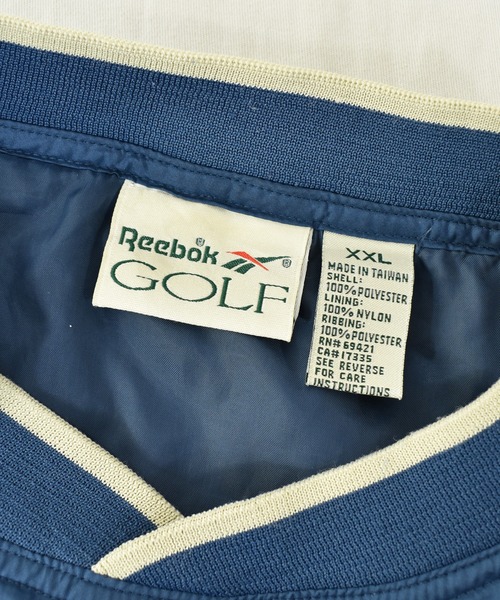 Reebok ® ®
GOLF
XXL
MADE IN TAIWAN
SHELL:
100% POLYESTER
LINING:
100% NYLON
RIBBING:
100% POLYESTER
RN# 69421
CA# 17335
SEE REVERSE
FOR CARE
INSTRUCTIONS